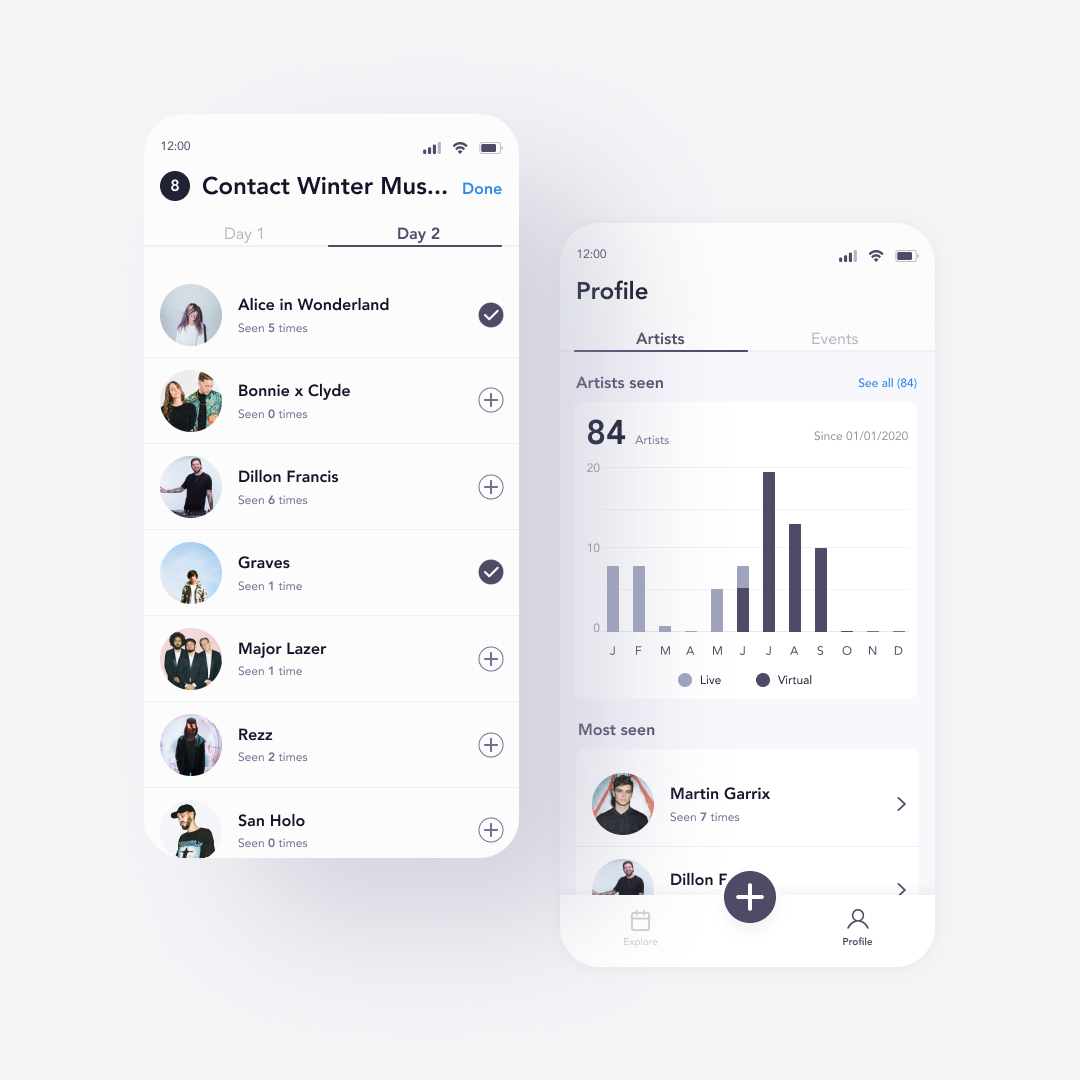 12:00
8 Contact Winter Mus... Done
Day 1 Day 2
Alice in Wonderland
Seen 5 times
Bonnie x Clyde
Seen 0 times
Dillon Francis
Seen 6 times
Graves
Seen 1 time
Major Lazer
Seen 1 time
Rezz
Seen 2 times
San Holo
Seen 0 times
12:00
Profile
Artists Events
Artists seen See all (84)
84 Artists Since 01/01/2020
20
10
0
J F M A M J J A S O N D
Live Virtual
Most seen
Martin Garrix
Seen 7 times
Dillon F
Explore Profile